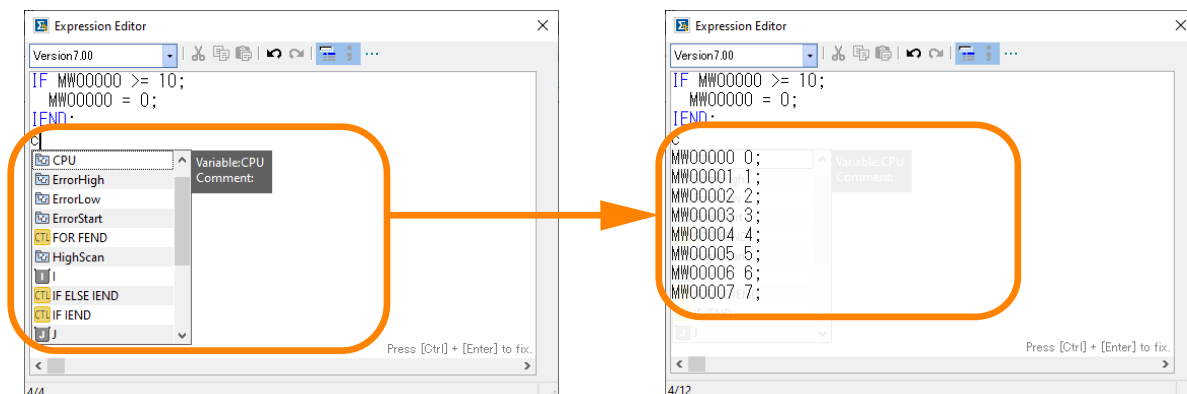 Expression Editor
Version7.00
IF MW00000 >= 10;
MW00000 = 0;
IEND;
c
CPU
Variable:CPU
Comment:
ErrorHigh
ErrorLow
ErrorStart
CTL FOR FEND
HighScan
I I
CTL IF ELSE IEND
CTL IF IEND
J J
Press [Ctrl] + [Enter] to fix.
4/4
Expression Editor
Version7.00
IF MW00000 >= 10;
MW00000 = 0;
IEND;
c
MW00000 0;
Variable:CPU
MW00001 1;
Comment:
MW00002 2;
MW00003 3;
MW00004 4;
MW00005 5;
MW00006 6;
MW00007 7;
J
Press [Ctrl] + [Enter] to fix.
4/12